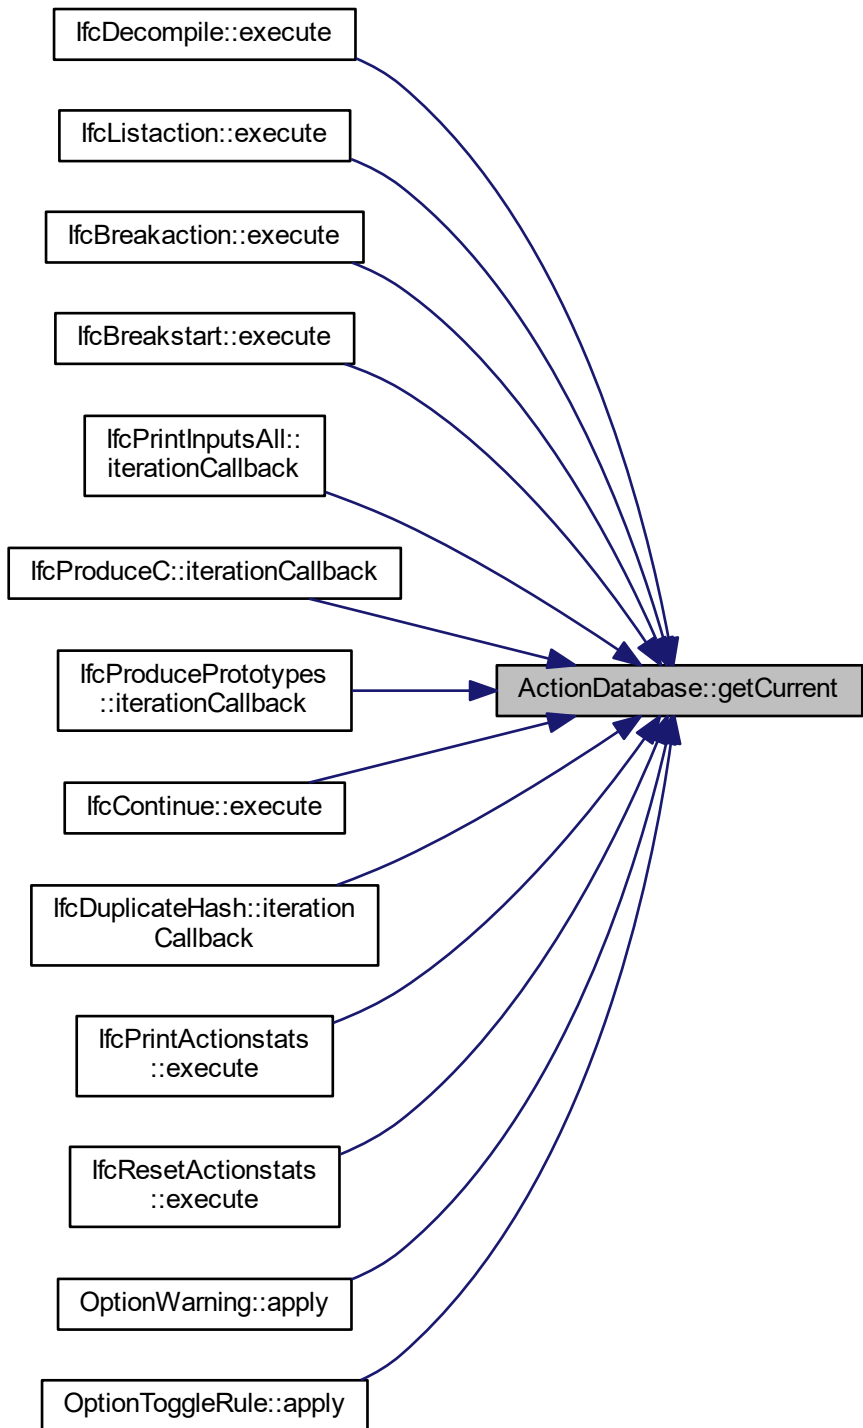 IfcDecompile::execute
IfcListaction::execute
IfcBreakaction::execute
IfcBreakstart::execute
IfcPrintInputsAll::
iterationCallback
IfcProduceC::iterationCallback
IfcProducePrototypes
::iterationCallback
ActionDatabase::getCurrent
IfcContinue::execute
IfcDuplicateHash::iteration
Callback
IfcPrintActionstats
::execute
IfcResetActionstats
::execute
OptionWarning::apply
OptionToggleRule::apply